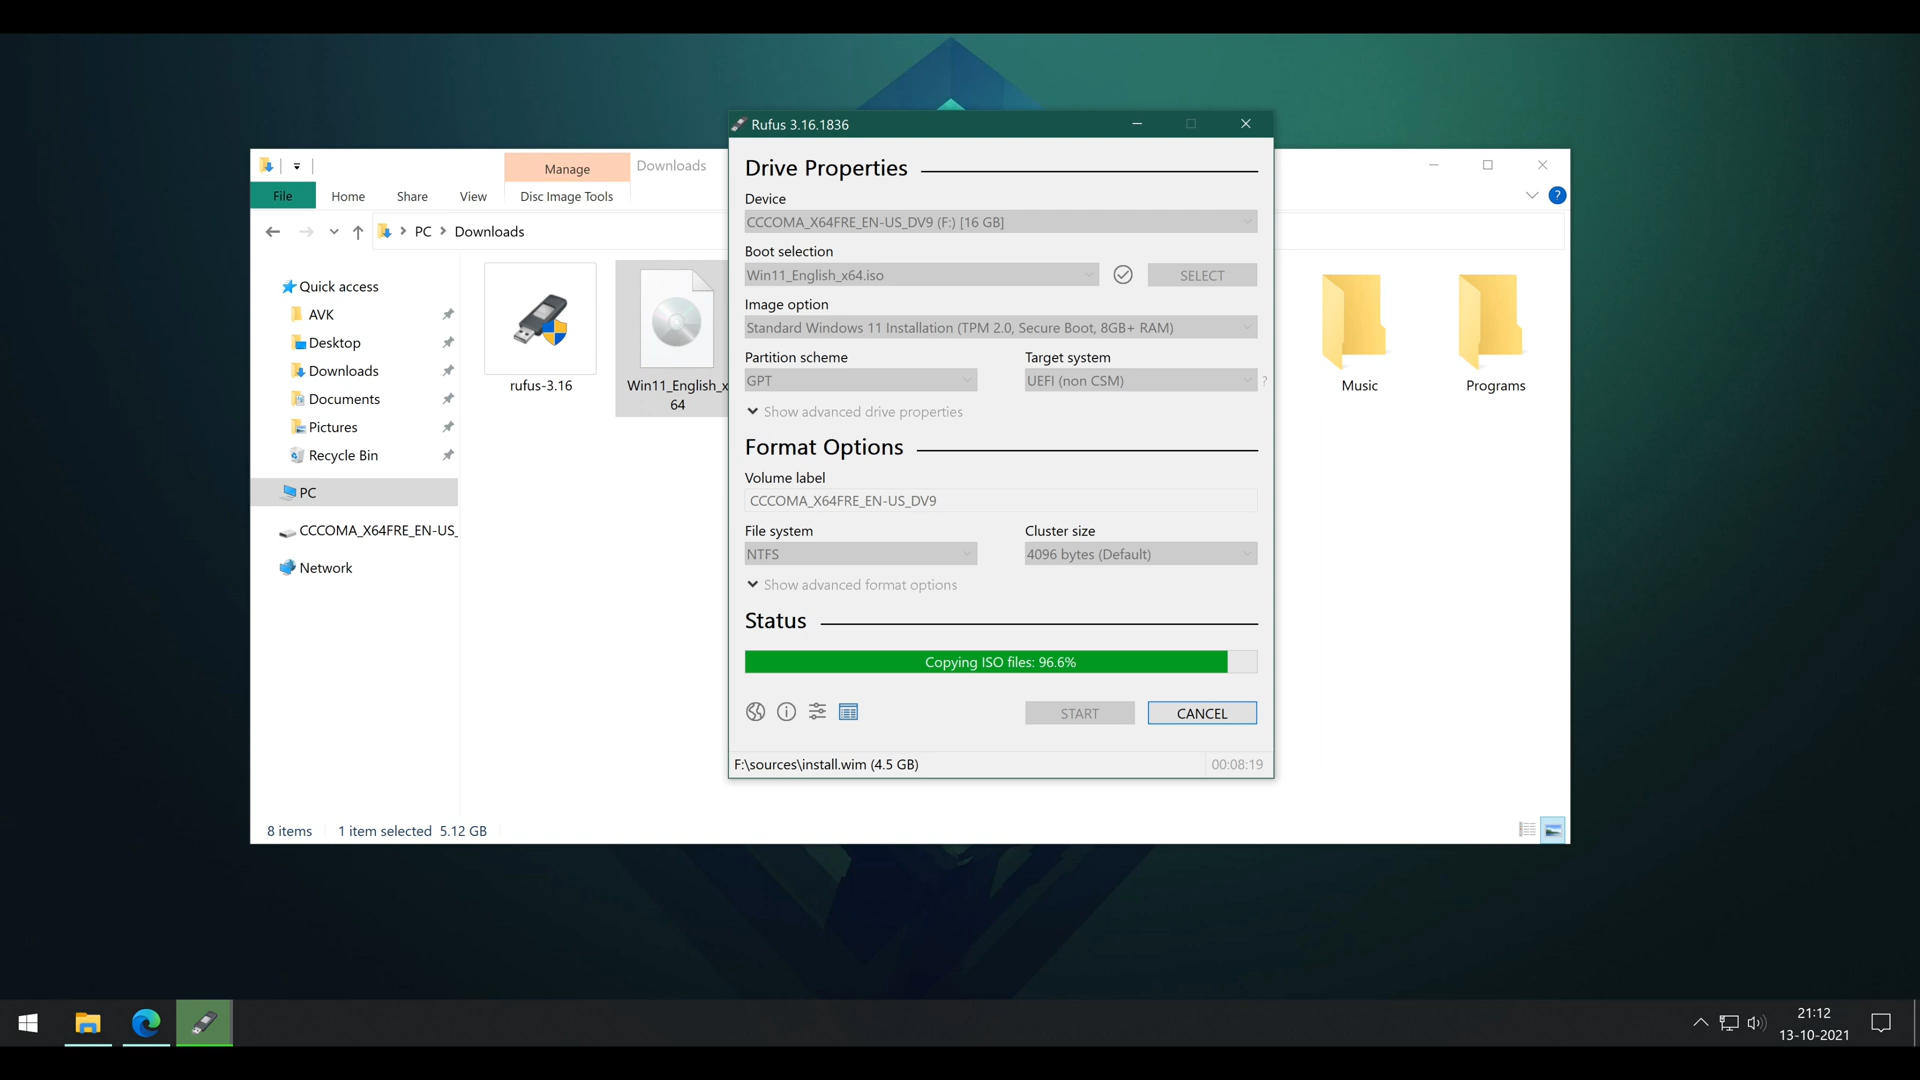 Manage
Downloads
File
Home
Share
View
Disc Image Tools
?
PC
Downloads
Quick access
AVK
Desktop
Downloads
Documents
Pictures
Recycle Bin
PC
CCCOMA_X64FRE_EN-US_
Network
rufus-3.16
Win11_English_x
64
Music
Programs
8 items
1 item selected 5.12 GB
Rufus 3.16.1836
Drive Properties
Device
CCCOMA_X64FRE_EN-US_DV9 (F:) [16 GB]
Boot selection
Win11_English_x64.iso
SELECT
Image option
Standard Windows 11 Installation (TPM 2.0, Secure Boot, 8GB+ RAM)
Partition scheme
Target system
GPT
UEFI (non CSM)
?
Show advanced drive properties
Format Options
Volume label
CCCOMA_X64FRE_EN-US_DV9
File system
Cluster size
NTFS
4096 bytes (Default)
Show advanced format options
Status
Copying ISO files: 96.6%
START
CANCEL
F:\sources\install.wim (4.5 GB)
00:08:19
21:12
13-10-2021